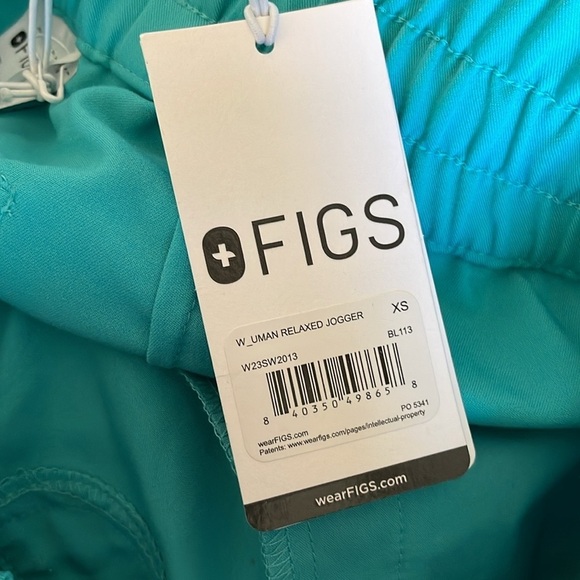 FIGS
FIGS
W_UMAN RELAXED JOGGER XS
W23SW2013 BL113
8 40350 49865 8
wearFIGS.com PO 5341
Patents: www.wearfigs.com/pages/intellectual-property
wearFIGS.com